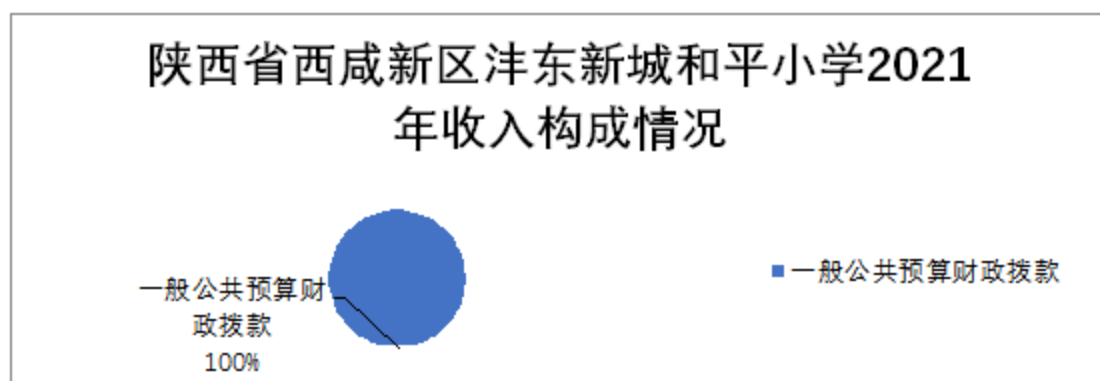 陕西省西咸新区沣东新城和平小学2021
年收入构成情况
一般公共预算财
政拨款
100%
一般公共预算财政拨款